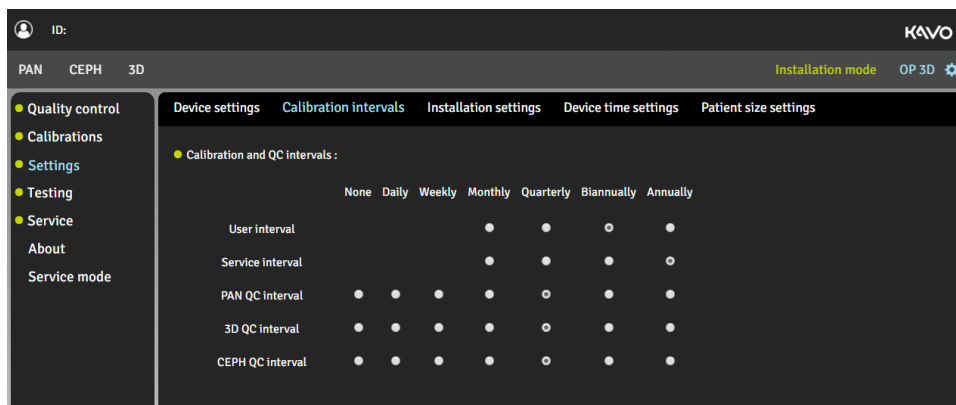 ID:
KAVO
PAN CEPH 3D Installation mode OP 3D
Quality control
Calibrations
Settings
Testing
Service
About
Service mode
Device settings Calibration intervals Installation settings Device time settings Patient size settings
Calibration and QC intervals :
None Daily Weekly Monthly Quarterly Biannually Annually
User interval
Service interval
PAN QC interval
3D QC interval
CEPH QC interval